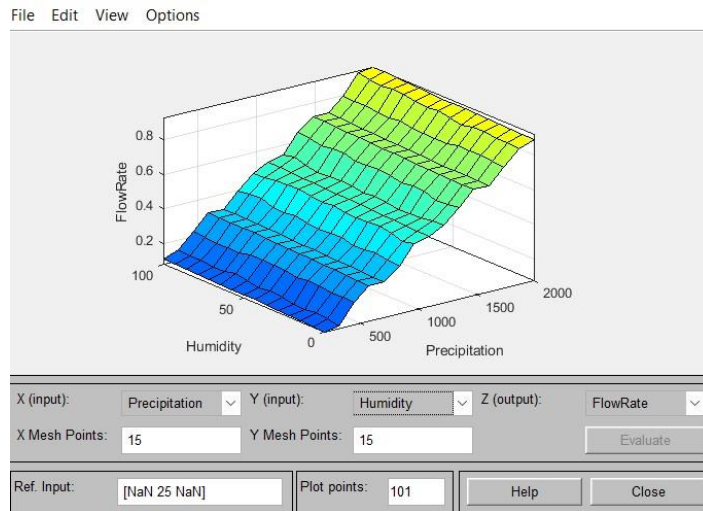 File Edit View Options
0.8
0.6
0.4
0.2
FlowRate
100
50
0
Humidity
500
1000
1500
2000
Precipitation
X (input): Precipitation Y (input): Humidity Z (output): FlowRate
X Mesh Points: 15 Y Mesh Points: 15 Evaluate
Ref. Input: [NaN 25 NaN] Plot points: 101 Help Close